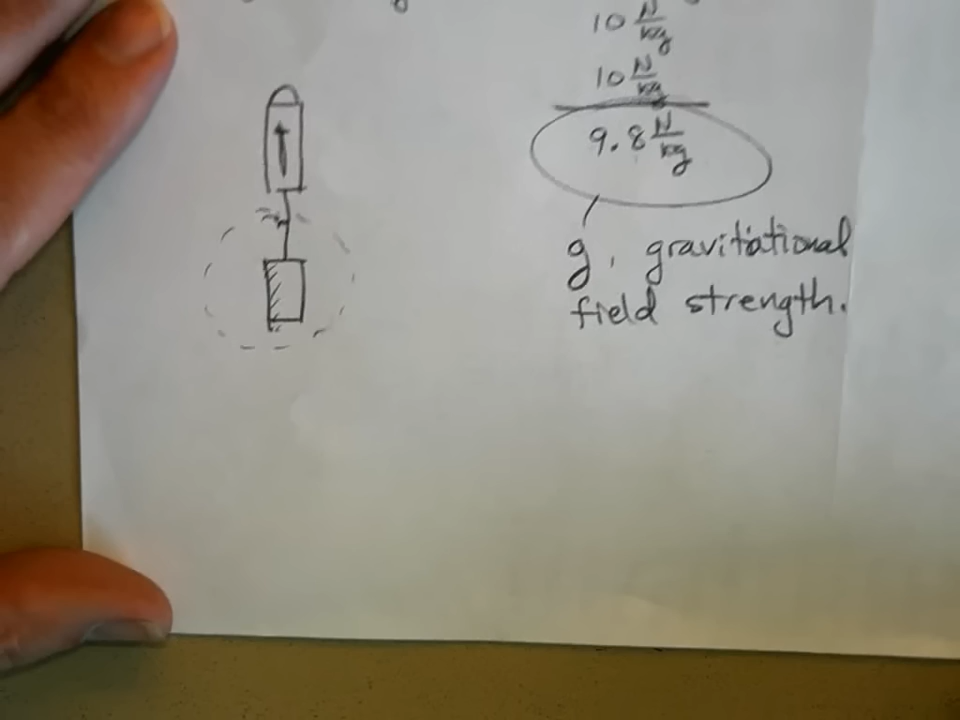 10 N/kg
10 N/kg
9.8 N/kg
g, gravitational
field strength.